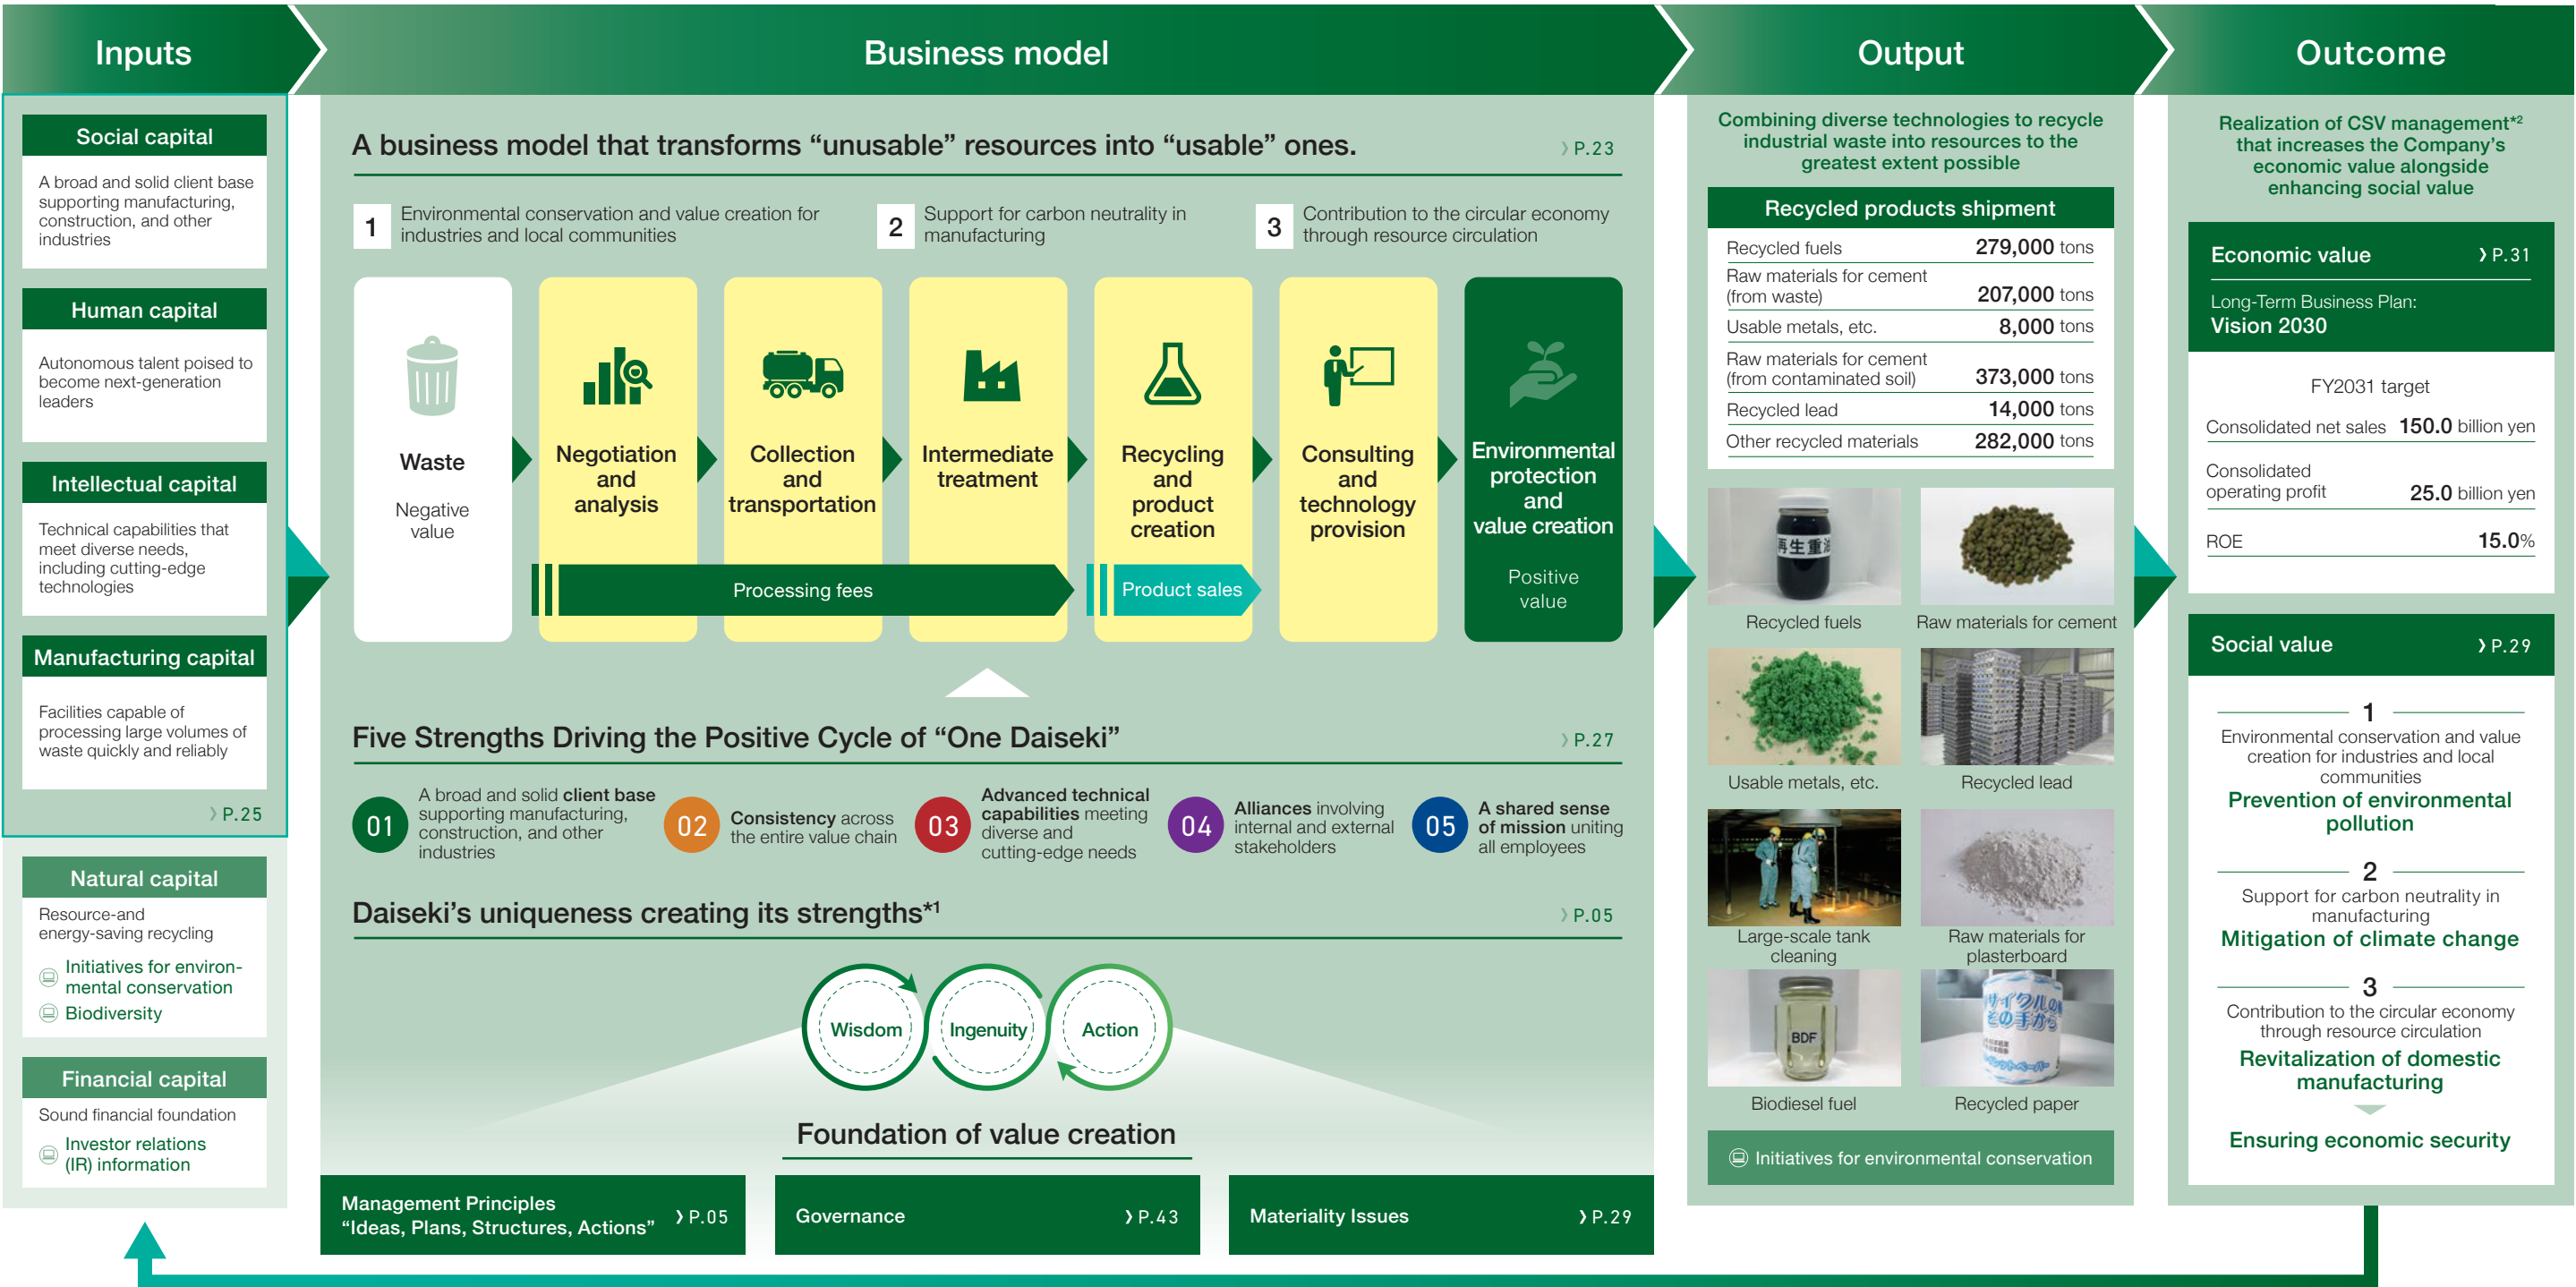 Inputs
Business model
Output
Outcome
Social capital
A broad and solid client base
supporting manufacturing,
construction, and other
industries
Human capital
Autonomous talent poised to
become next-generation
leaders
Intellectual capital
Technical capabilities that
meet diverse needs,
including cutting-edge
technologies
Manufacturing capital
Facilities capable of
processing large volumes of
waste quickly and reliably
P.25
Natural capital
Resource-and
energy-saving recycling
Initiatives for environ-
mental conservation
Biodiversity
Financial capital
Sound financial foundation
Investor relations
(IR) information
A business model that transforms “unusable” resources into “usable” ones.
P.23
1
Environmental conservation and value creation for
industries and local communities
2
Support for carbon neutrality in
manufacturing
3
Contribution to the circular economy
through resource circulation
Waste
Negative
value
Negotiation
and
analysis
Collection
and
transportation
Intermediate
treatment
Recycling
and
product
creation
Consulting
and
technology
provision
Environmental
protection
and
value creation
Positive
value
Processing fees
Product sales
Five Strengths Driving the Positive Cycle of “One Daiseki”
P.27
01
A broad and solid client base
supporting manufacturing,
construction, and other
industries
02
Consistency across
the entire value chain
03
Advanced technical
capabilities meeting
diverse and
cutting-edge needs
04
Alliances involving
internal and external
stakeholders
05
A shared sense
of mission uniting
all employees
Daiseki’s uniqueness creating its strengths*1
P.05
Wisdom
Ingenuity
Action
Foundation of value creation
Management Principles
“Ideas, Plans, Structures, Actions”
P.05
Governance
P.43
Materiality Issues
P.29
Combining diverse technologies to recycle
industrial waste into resources to the
greatest extent possible
Recycled products shipment
Recycled fuels 279,000 tons
Raw materials for cement
(from waste) 207,000 tons
Usable metals, etc. 8,000 tons
Raw materials for cement
(from contaminated soil) 373,000 tons
Recycled lead 14,000 tons
Other recycled materials 282,000 tons
再生重油
Recycled fuels
Raw materials for cement
Usable metals, etc.
Recycled lead
Large-scale tank
cleaning
Raw materials for
plasterboard
BDF
サイクルの
その手から
Biodiesel fuel
Recycled paper
Initiatives for environmental conservation
Realization of CSV management*2
that increases the Company’s
economic value alongside
enhancing social value
Economic value
P.31
Long-Term Business Plan:
Vision 2030
FY2031 target
Consolidated net sales 150.0 billion yen
Consolidated
operating profit 25.0 billion yen
ROE 15.0%
Social value
P.29
1
Environmental conservation and value
creation for industries and local
communities
Prevention of environmental
pollution
2
Support for carbon neutrality in
manufacturing
Mitigation of climate change
3
Contribution to the circular economy
through resource circulation
Revitalization of domestic
manufacturing
Ensuring economic security